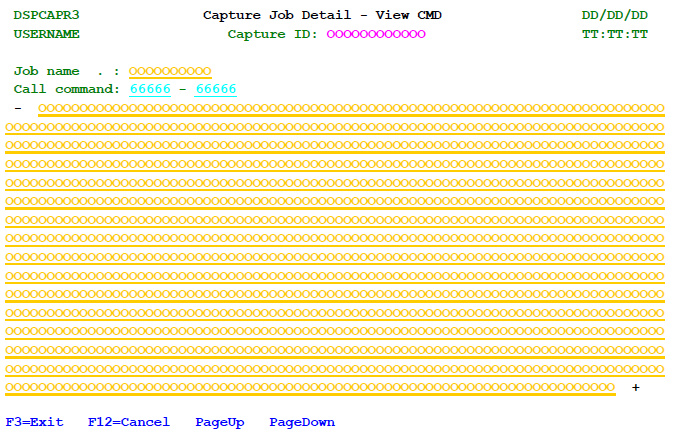 DSPCAPR3 Capture Job Detail - View CMD DD/DD/DD
USERNAME Capture ID: OOOOOOOOOOOO TT:TT:TT
Job name . : OOOOOOOOOO
Call command: 66666 - 66666
- OOOOOOOOOOOOOOOOOOOOOOOOOOOOOOOOOOOOOOOOOOOOOOOOOOOOOOOOOOOOOOOOOOOOOOOOOOOO
OOOOOOOOOOOOOOOOOOOOOOOOOOOOOOOOOOOOOOOOOOOOOOOOOOOOOOOOOOOOOOOOOOOOOOOOOOOOOOOO
OOOOOOOOOOOOOOOOOOOOOOOOOOOOOOOOOOOOOOOOOOOOOOOOOOOOOOOOOOOOOOOOOOOOOOOOOOOOOOOO
OOOOOOOOOOOOOOOOOOOOOOOOOOOOOOOOOOOOOOOOOOOOOOOOOOOOOOOOOOOOOOOOOOOOOOOOOOOOOOOO
OOOOOOOOOOOOOOOOOOOOOOOOOOOOOOOOOOOOOOOOOOOOOOOOOOOOOOOOOOOOOOOOOOOOOOOOOOOOOOOO
OOOOOOOOOOOOOOOOOOOOOOOOOOOOOOOOOOOOOOOOOOOOOOOOOOOOOOOOOOOOOOOOOOOOOOOOOOOOOOOO
OOOOOOOOOOOOOOOOOOOOOOOOOOOOOOOOOOOOOOOOOOOOOOOOOOOOOOOOOOOOOOOOOOOOOOOOOOOOOOOO
OOOOOOOOOOOOOOOOOOOOOOOOOOOOOOOOOOOOOOOOOOOOOOOOOOOOOOOOOOOOOOOOOOOOOOOOOOOOOOOO
OOOOOOOOOOOOOOOOOOOOOOOOOOOOOOOOOOOOOOOOOOOOOOOOOOOOOOOOOOOOOOOOOOOOOOOOOOOOOOOO
OOOOOOOOOOOOOOOOOOOOOOOOOOOOOOOOOOOOOOOOOOOOOOOOOOOOOOOOOOOOOOOOOOOOOOOOOOOOOOOO
OOOOOOOOOOOOOOOOOOOOOOOOOOOOOOOOOOOOOOOOOOOOOOOOOOOOOOOOOOOOOOOOOOOOOOOOOOOOOOOO
OOOOOOOOOOOOOOOOOOOOOOOOOOOOOOOOOOOOOOOOOOOOOOOOOOOOOOOOOOOOOOOOOOOOOOOOOOOOOOOO
OOOOOOOOOOOOOOOOOOOOOOOOOOOOOOOOOOOOOOOOOOOOOOOOOOOOOOOOOOOOOOOOOOOOOOOOOOOOOOOO
OOOOOOOOOOOOOOOOOOOOOOOOOOOOOOOOOOOOOOOOOOOOOOOOOOOOOOOOOOOOOOOOOOOOOOOOOOOOOOOO
OOOOOOOOOOOOOOOOOOOOOOOOOOOOOOOOOOOOOOOOOOOOOOOOOOOOOOOOOOOOOOOOOOOOOOOOOOOOOOOO
OOOOOOOOOOOOOOOOOOOOOOOOOOOOOOOOOOOOOOOOOOOOOOOOOOOOOOOOOOOOOOOOOOOOOOOOOO +
F3=Exit F12=Cancel PageUp PageDown